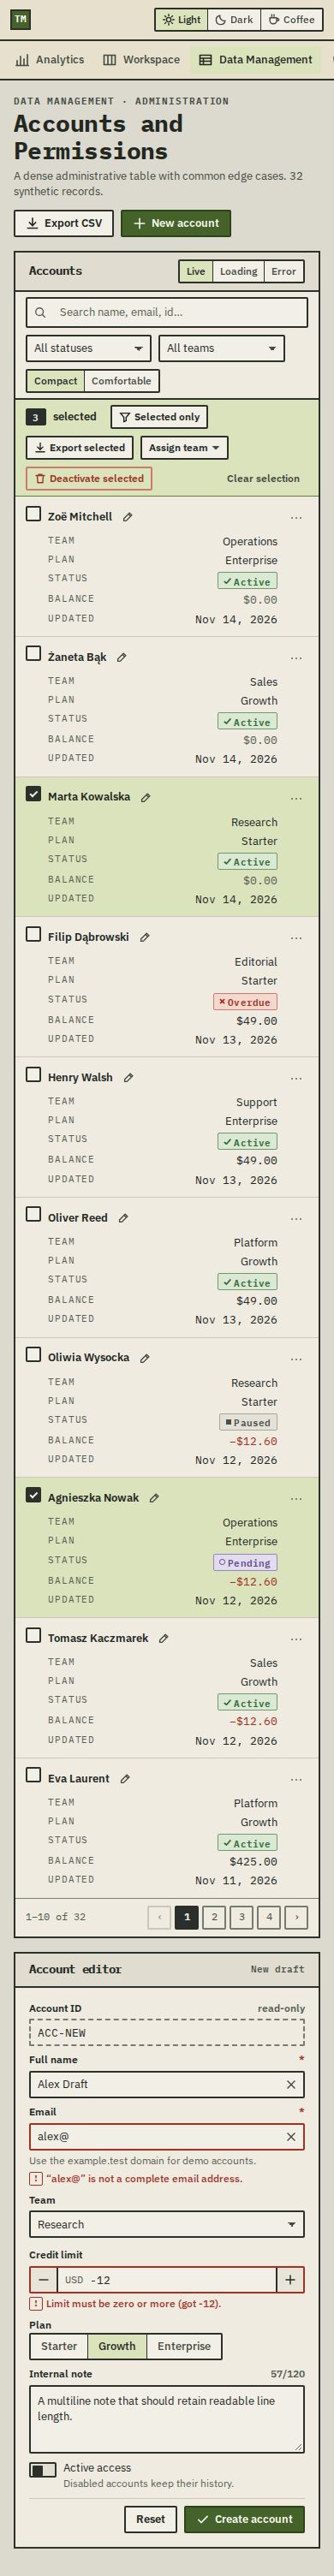 TM Light Dark Coffee
Analytics Workspace Data Management
DATA MANAGEMENT · ADMINISTRATION
Accounts and
Permissions
A dense administrative table with common edge cases. 32
synthetic records.
Export CSV New account
Accounts Live Loading Error
Search name, email, id…
All statuses All teams
Compact Comfortable
3 selected Selected only
Export selected Assign team
Deactivate selected Clear selection
Zoë Mitchell
TEAM Operations
PLAN Enterprise
STATUS Active
BALANCE $0.00
UPDATED Nov 14, 2026
Żaneta Bąk
TEAM Sales
PLAN Growth
STATUS Active
BALANCE $0.00
UPDATED Nov 14, 2026
Marta Kowalska
TEAM Research
PLAN Starter
STATUS Active
BALANCE $0.00
UPDATED Nov 14, 2026
Filip Dąbrowski
TEAM Editorial
PLAN Starter
STATUS Overdue
BALANCE $49.00
UPDATED Nov 13, 2026
Henry Walsh
TEAM Support
PLAN Enterprise
STATUS Active
BALANCE $49.00
UPDATED Nov 13, 2026
Oliver Reed
TEAM Platform
PLAN Growth
STATUS Active
BALANCE $49.00
UPDATED Nov 13, 2026
Oliwia Wysocka
TEAM Research
PLAN Starter
STATUS Paused
BALANCE −$12.60
UPDATED Nov 12, 2026
Agnieszka Nowak
TEAM Operations
PLAN Enterprise
STATUS Pending
BALANCE −$12.60
UPDATED Nov 12, 2026
Tomasz Kaczmarek
TEAM Sales
PLAN Growth
STATUS Active
BALANCE −$12.60
UPDATED Nov 12, 2026
Eva Laurent
TEAM Platform
PLAN Growth
STATUS Active
BALANCE $425.00
UPDATED Nov 11, 2026
1–10 of 32 ‹ 1 2 3 4 ›
Account editor New draft
Account ID read-only
ACC-NEW
Full name *
Alex Draft
Email *
alex@
Use the example.test domain for demo accounts.
! “alex@” is not a complete email address.
Team
Research
Credit limit
USD -12
! Limit must be zero or more (got -12).
Plan
Starter Growth Enterprise
Internal note 57/120
A multiline note that should retain readable line
length.
Active access
Disabled accounts keep their history.
Reset Create account